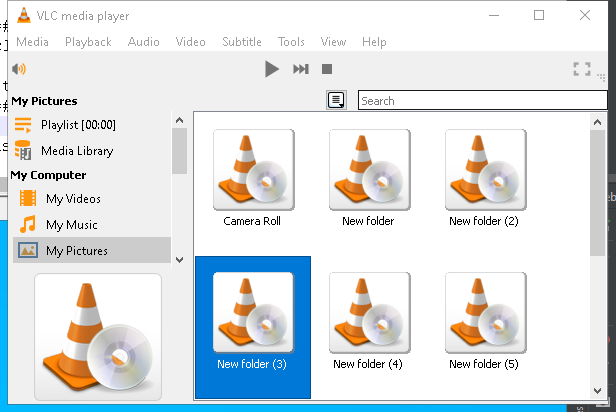 VLC media player
Media Playback Audio Video Subtitle Tools View Help
My Pictures
Search
Playlist [00:00]
Media Library
My Computer
My Videos
My Music
My Pictures
Camera Roll
New folder
New folder (2)
New folder (3)
New folder (4)
New folder (5)